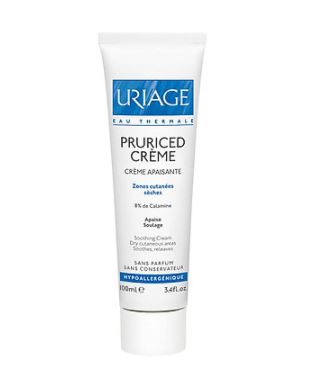 URIAGE
EAU THERMALE
PRURICED
CRÈME
CRÈME APAISANTE
Zones cutanées
sèches
8% de Calamine
Apaise
Soulage
Soothing Cream
Dry cutaneous areas
Soothes, releaves
SANS PARFUM
SANS CONSERVATEUR
HYPOALLERGÉNIQUE
100ml ℮ 3.4fl.oz.